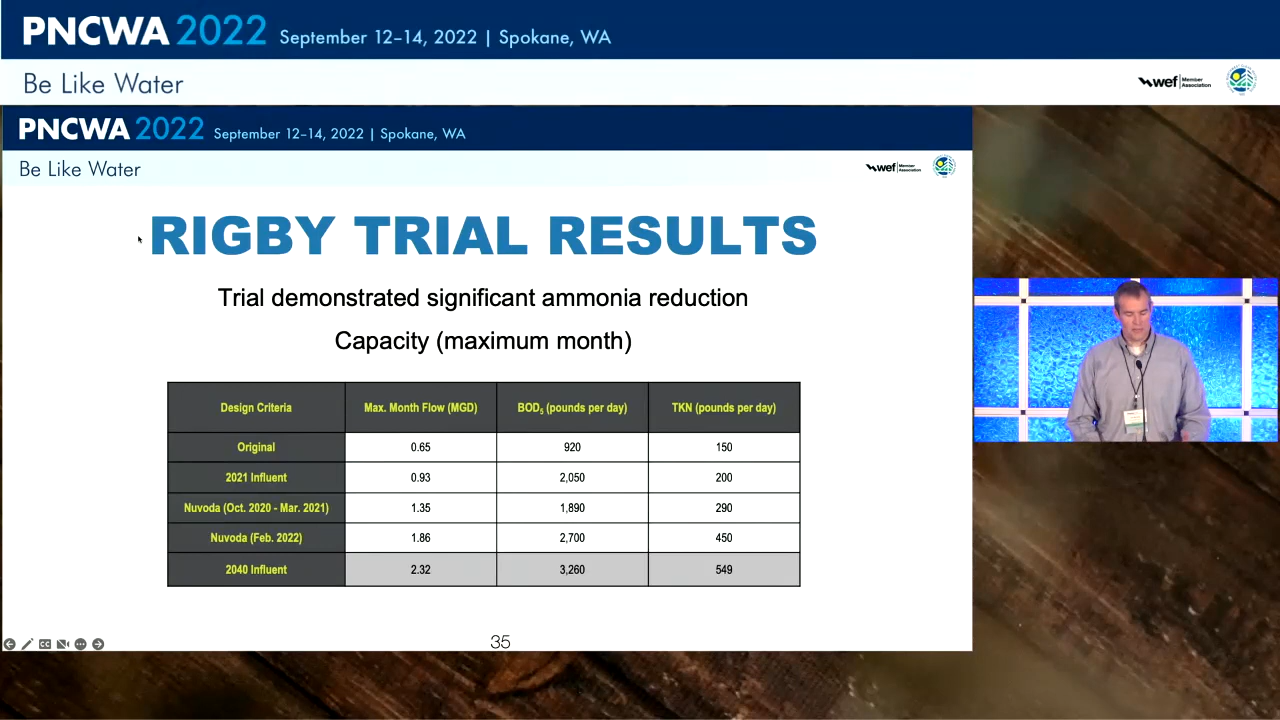 PNCWA 2022 September 12–14, 2022 | Spokane, WA
Be Like Water
wef Member Association
PNCWA 2022 September 12–14, 2022 | Spokane, WA
Be Like Water
wef Member Association
RIGBY TRIAL RESULTS
Trial demonstrated significant ammonia reduction
Capacity (maximum month)
Design Criteria Max. Month Flow (MGD) BOD₅ (pounds per day) TKN (pounds per day)
Original 0.65 920 150
2021 Influent 0.93 2,050 200
Nuvoda (Oct. 2020 - Mar. 2021) 1.35 1,890 290
Nuvoda (Feb. 2022) 1.86 2,700 450
2040 Influent 2.32 3,260 549
35